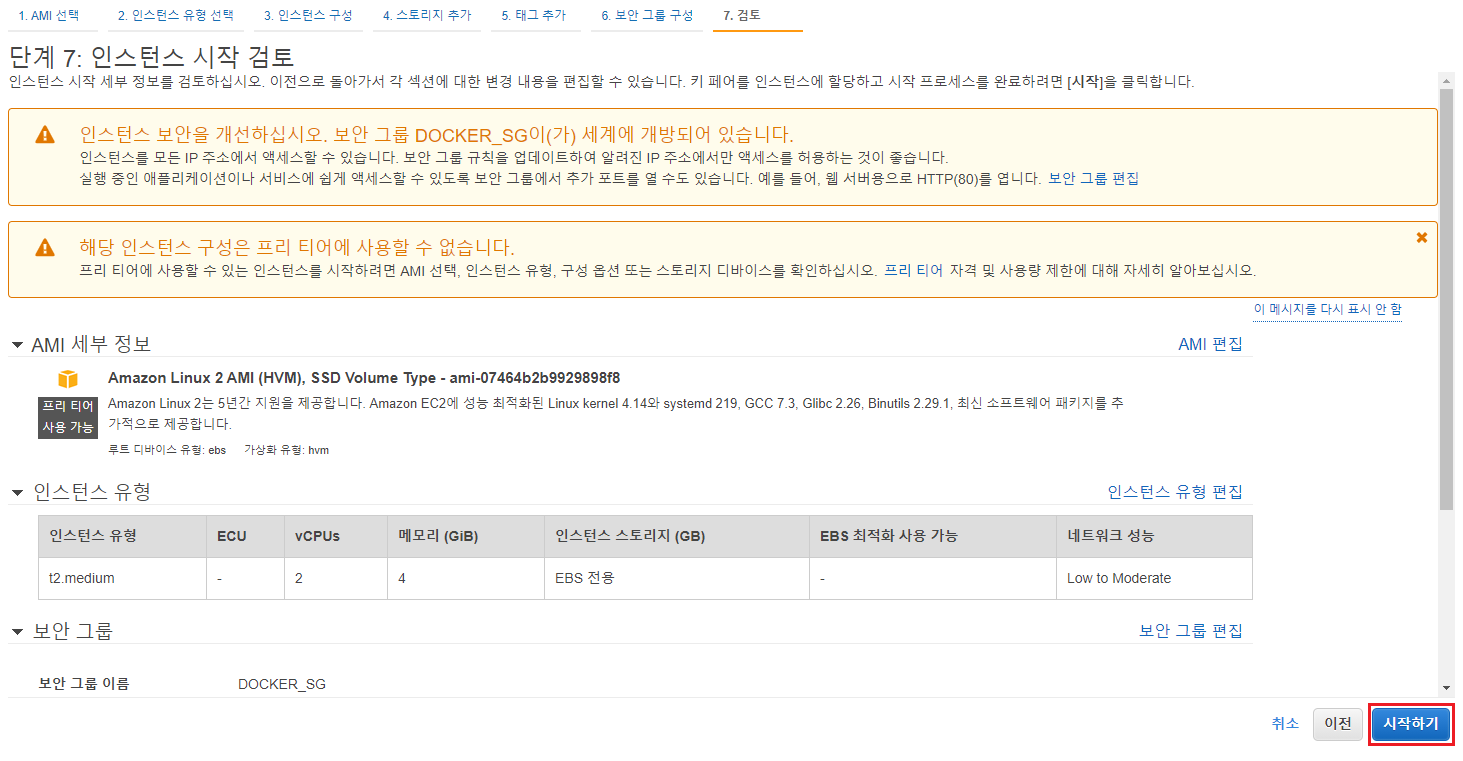 1. AMI 선택
2. 인스턴스 유형 선택
3. 인스턴스 구성
4. 스토리지 추가
5. 태그 추가
6. 보안 그룹 구성
7. 검토
단계 7: 인스턴스 시작 검토
인스턴스 시작 세부 정보를 검토하십시오. 이전으로 돌아가서 각 섹션에 대한 변경 내용을 편집할 수 있습니다. 키 페어를 인스턴스에 할당하고 시작 프로세스를 완료하려면 [시작]을 클릭합니다.
인스턴스 보안을 개선하십시오. 보안 그룹 DOCKER_SG이(가) 세계에 개방되어 있습니다.
인스턴스를 모든 IP 주소에서 액세스할 수 있습니다. 보안 그룹 규칙을 업데이트하여 알려진 IP 주소에서만 액세스를 허용하는 것이 좋습니다.
실행 중인 애플리케이션이나 서비스에 쉽게 액세스할 수 있도록 보안 그룹에서 추가 포트를 열 수도 있습니다. 예를 들어, 웹 서버용으로 HTTP(80)를 엽니다. 보안 그룹 편집
해당 인스턴스 구성은 프리 티어에 사용할 수 없습니다.
프리 티어에 사용할 수 있는 인스턴스를 시작하려면 AMI 선택, 인스턴스 유형, 구성 옵션 또는 스토리지 디바이스를 확인하십시오. 프리 티어 자격 및 사용량 제한에 대해 자세히 알아보십시오.
이 메시지를 다시 표시 안 함
AMI 세부 정보
AMI 편집
Amazon Linux 2 AMI (HVM), SSD Volume Type - ami-07464b2b9929898f8
프리 티어
사용 가능
Amazon Linux 2는 5년간 지원을 제공합니다. Amazon EC2에 성능 최적화된 Linux kernel 4.14와 systemd 219, GCC 7.3, Glibc 2.26, Binutils 2.29.1, 최신 소프트웨어 패키지를 추
가적으로 제공합니다.
루트 디바이스 유형: ebs 가상화 유형: hvm
인스턴스 유형
인스턴스 유형 편집
인스턴스 유형 ECU vCPUs 메모리 (GiB) 인스턴스 스토리지 (GB) EBS 최적화 사용 가능 네트워크 성능
t2.medium - 2 4 EBS 전용 - Low to Moderate
보안 그룹
보안 그룹 편집
보안 그룹 이름 DOCKER_SG
취소 이전 시작하기